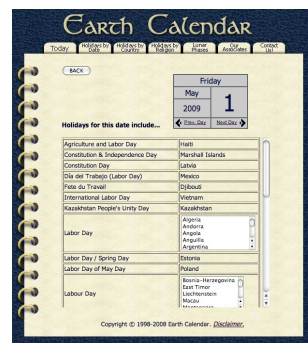 Earth Calendar
Today
Holidays by Date
Holidays by Country
Holidays by Religion
Lunar Phases
Our Associates
Contact Us!
BACK
Friday
May
2009
1
Prev. Day
Next Day
Holidays for this date include...
Agriculture and Labor Day Haiti
Constitution & Independence Day Marshall Islands
Constitution Day Latvia
Día del Trabajo (Labor Day) Mexico
Fete du Travail Djibouti
International Labor Day Vietnam
Kazakhstan People's Unity Day Kazakhstan
Labor Day
Algeria
Andorra
Angola
Anguilla
Argentina
Labor Day / Spring Day Estonia
Labor Day of May Day Poland
Labour Day
Bosnia-Herzegovina
East Timor
Liechtenstein
Macau
Copyright © 1998-2008 Earth Calendar. Disclaimer.